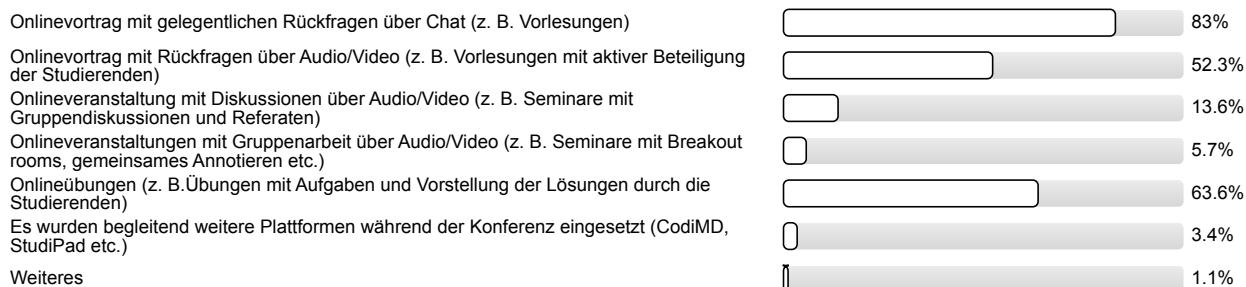 Onlinevortrag mit gelegentlichen Rückfragen über Chat (z. B. Vorlesungen)
83%
Onlinevortrag mit Rückfragen über Audio/Video (z. B. Vorlesungen mit aktiver Beteiligung
der Studierenden)
52.3%
Onlineveranstaltung mit Diskussionen über Audio/Video (z. B. Seminare mit
Gruppendiskussionen und Referaten)
13.6%
Onlineveranstaltungen mit Gruppenarbeit über Audio/Video (z. B. Seminare mit Breakout
rooms, gemeinsames Annotieren etc.)
5.7%
Onlineübungen (z. B.Übungen mit Aufgaben und Vorstellung der Lösungen durch die
Studierenden)
63.6%
Es wurden begleitend weitere Plattformen während der Konferenz eingesetzt (CodiMD,
StudiPad etc.)
3.4%
Weiteres
1.1%